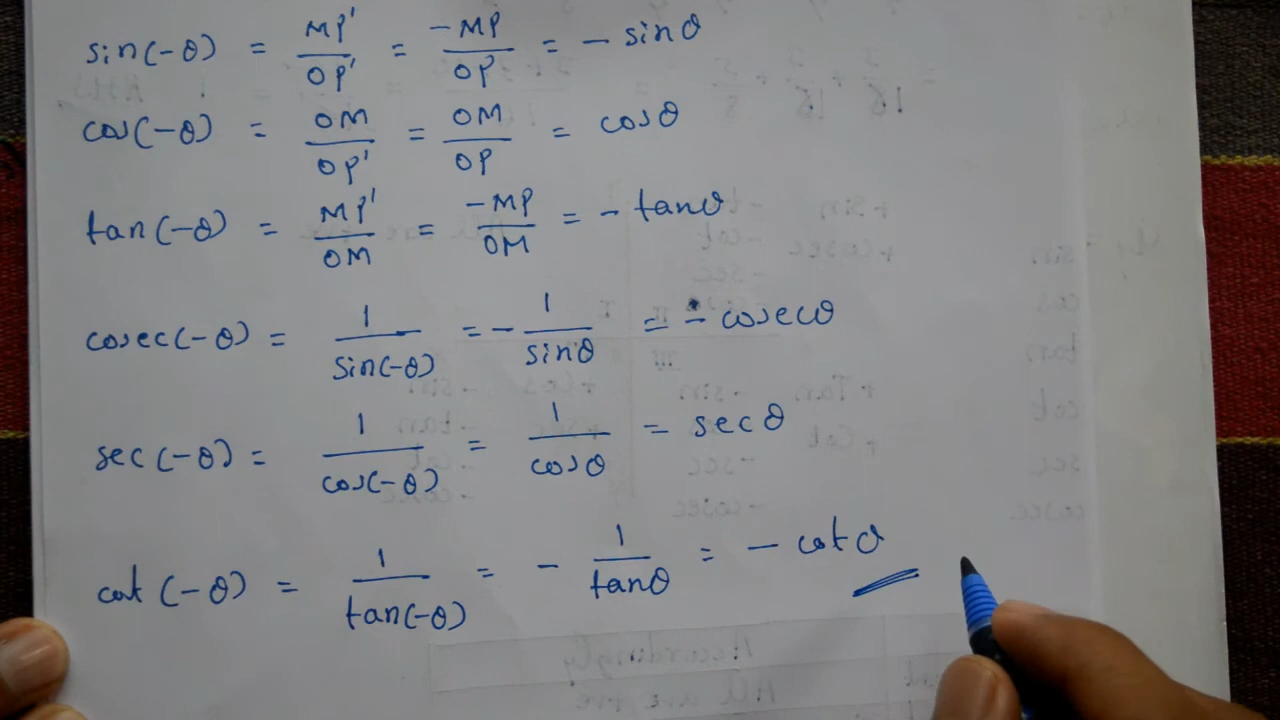 sin(-θ) = MP'/OP' = -MP/OP = - sinθ
cos(-θ) = OM/OP' = OM/OP = cosθ
tan(-θ) = MP'/OM = -MP/OM = - tanθ
cosec(-θ) = 1/sin(-θ) = - 1/sinθ = - cosecθ
sec(-θ) = 1/cos(-θ) = 1/cosθ = secθ
cot(-θ) = 1/tan(-θ) = - 1/tanθ = - cotθ